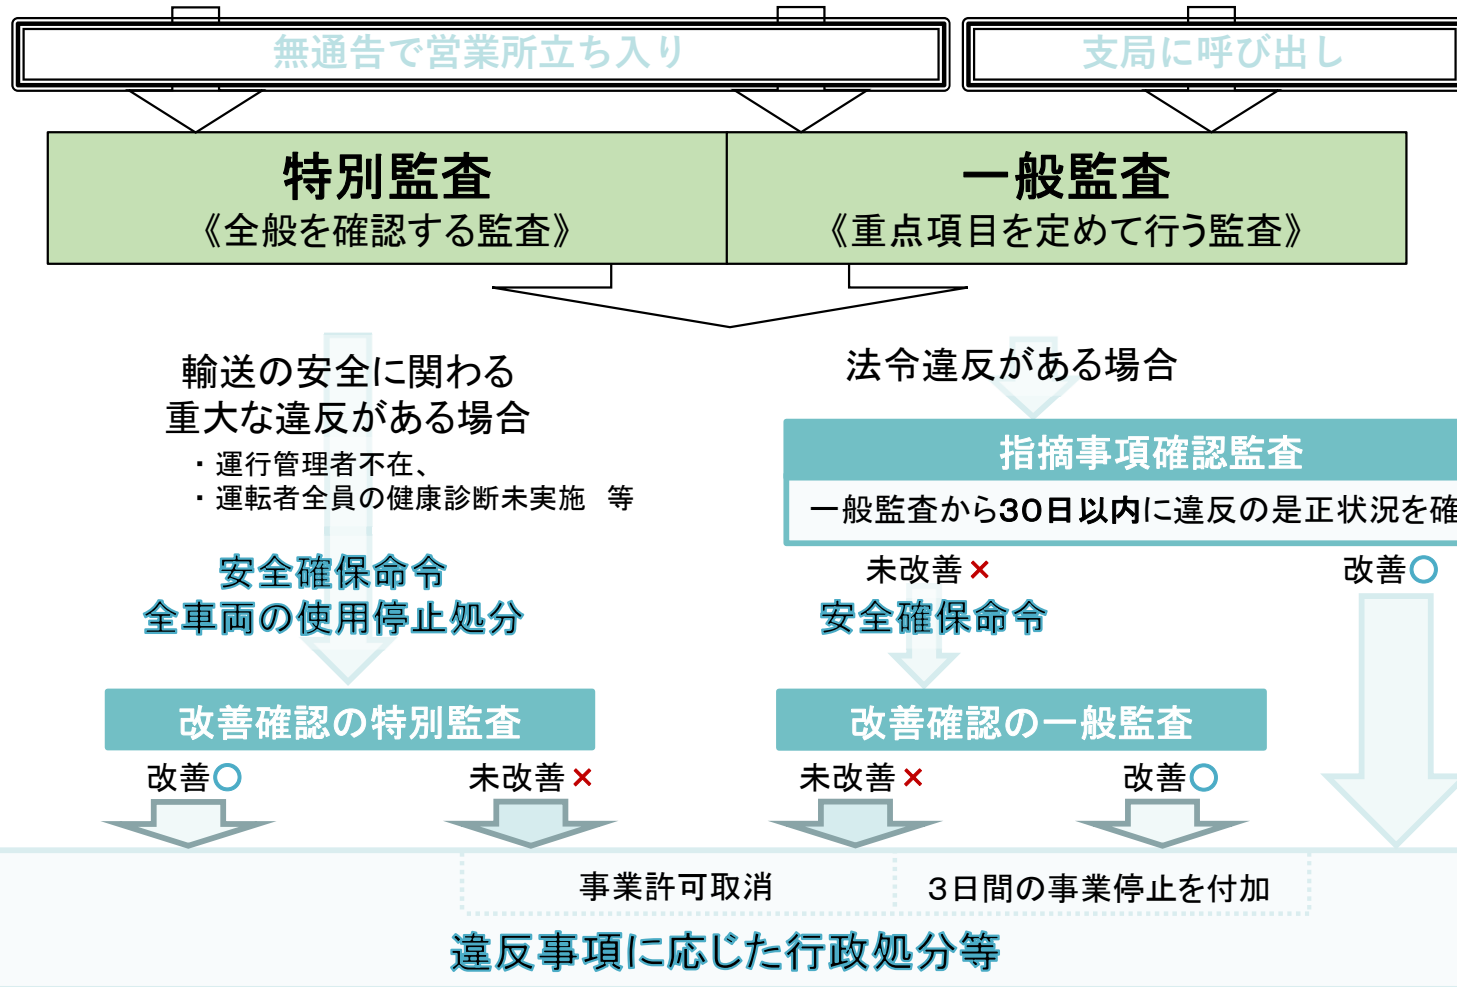 無通告で営業所立ち入り
支局に呼び出し
特別監査
《全般を確認する監査》
一般監査
《重点項目を定めて行う監査》
輸送の安全に関わる
重大な違反がある場合
・運行管理者不在、
・運転者全員の健康診断未実施　等
安全確保命令
全車両の使用停止処分
改善確認の特別監査
改善○
未改善×
法令違反がある場合
指摘事項確認監査
一般監査から30日以内に違反の是正状況を確
未改善×
改善○
安全確保命令
改善確認の一般監査
未改善×
改善○
事業許可取消
3日間の事業停止を付加
違反事項に応じた行政処分等